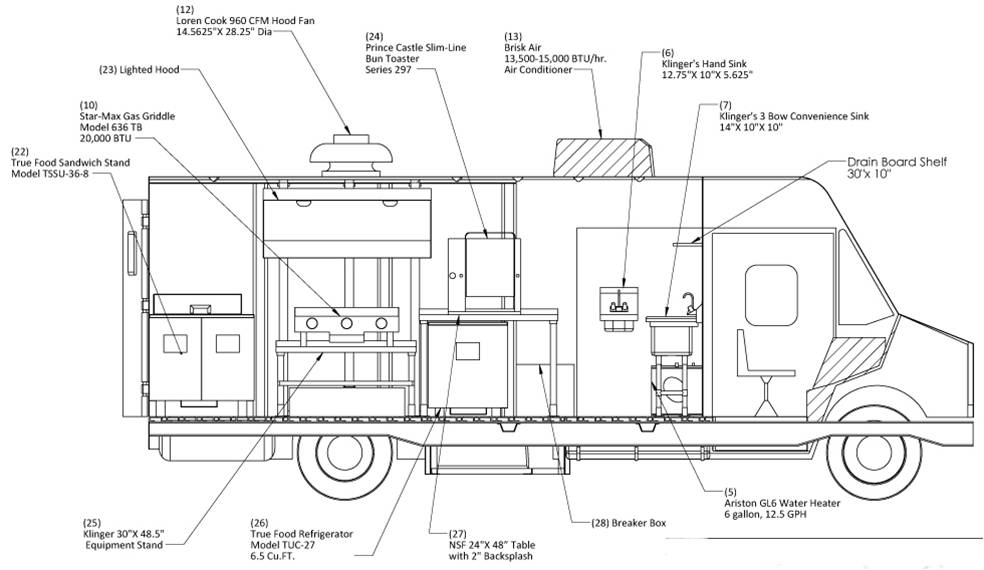 (12)
Loren Cook 960 CFM Hood Fan
14.5625"X 28.25" Dia
(24)
Prince Castle Slim-Line
Bun Toaster
Series 297
(13)
Brisk Air
13,500-15,000 BTU/hr.
Air Conditioner
(6)
Klinger's Hand Sink
12.75"X 10"X 5.625"
(23) Lighted Hood
(10)
Star-Max Gas Griddle
Model 636 TB
20,000 BTU
(7)
Klinger's 3 Bow Convenience Sink
14"X 10"X 10"
(22)
True Food Sandwich Stand
Model TSSU-36-8
Drain Board Shelf
30"x 10"
(5)
Ariston GL6 Water Heater
6 gallon, 12.5 GPH
(25)
Klinger 30"X 48.5"
Equipment Stand
(26)
True Food Refrigerator
Model TUC-27
6.5 Cu.FT.
(27)
NSF 24"X 48" Table
with 2" Backsplash
(28) Breaker Box